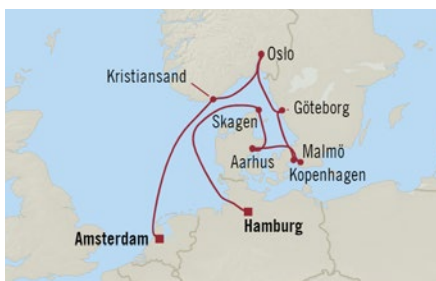 Oslo
Kristiansand
Skagen
Göteborg
Aarhus
Malmö
Kopenhagen
Amsterdam
Hamburg